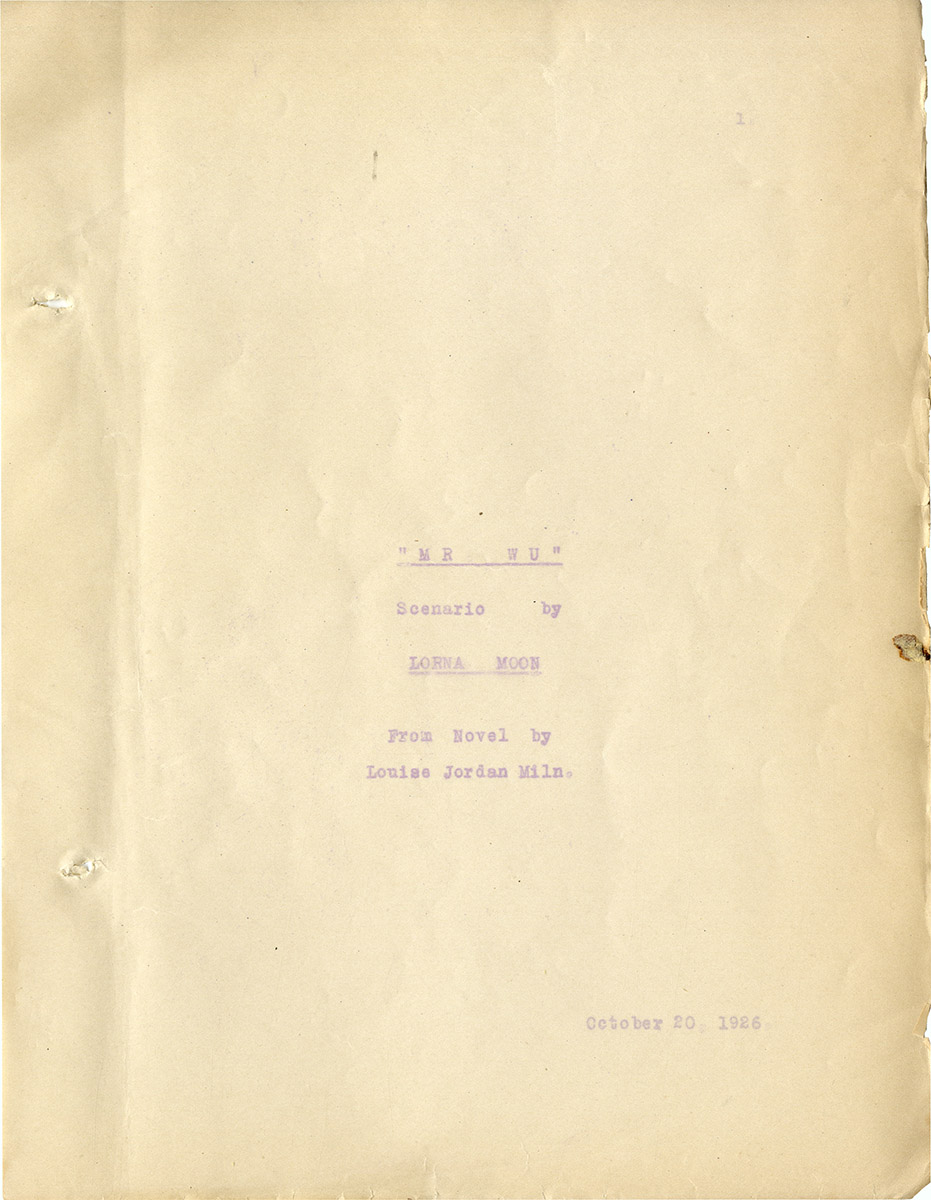 1.
"MR WU"
Scenario by
LORNA MOON
From Novel by
Louise Jordan Miln.
October 20, 1926